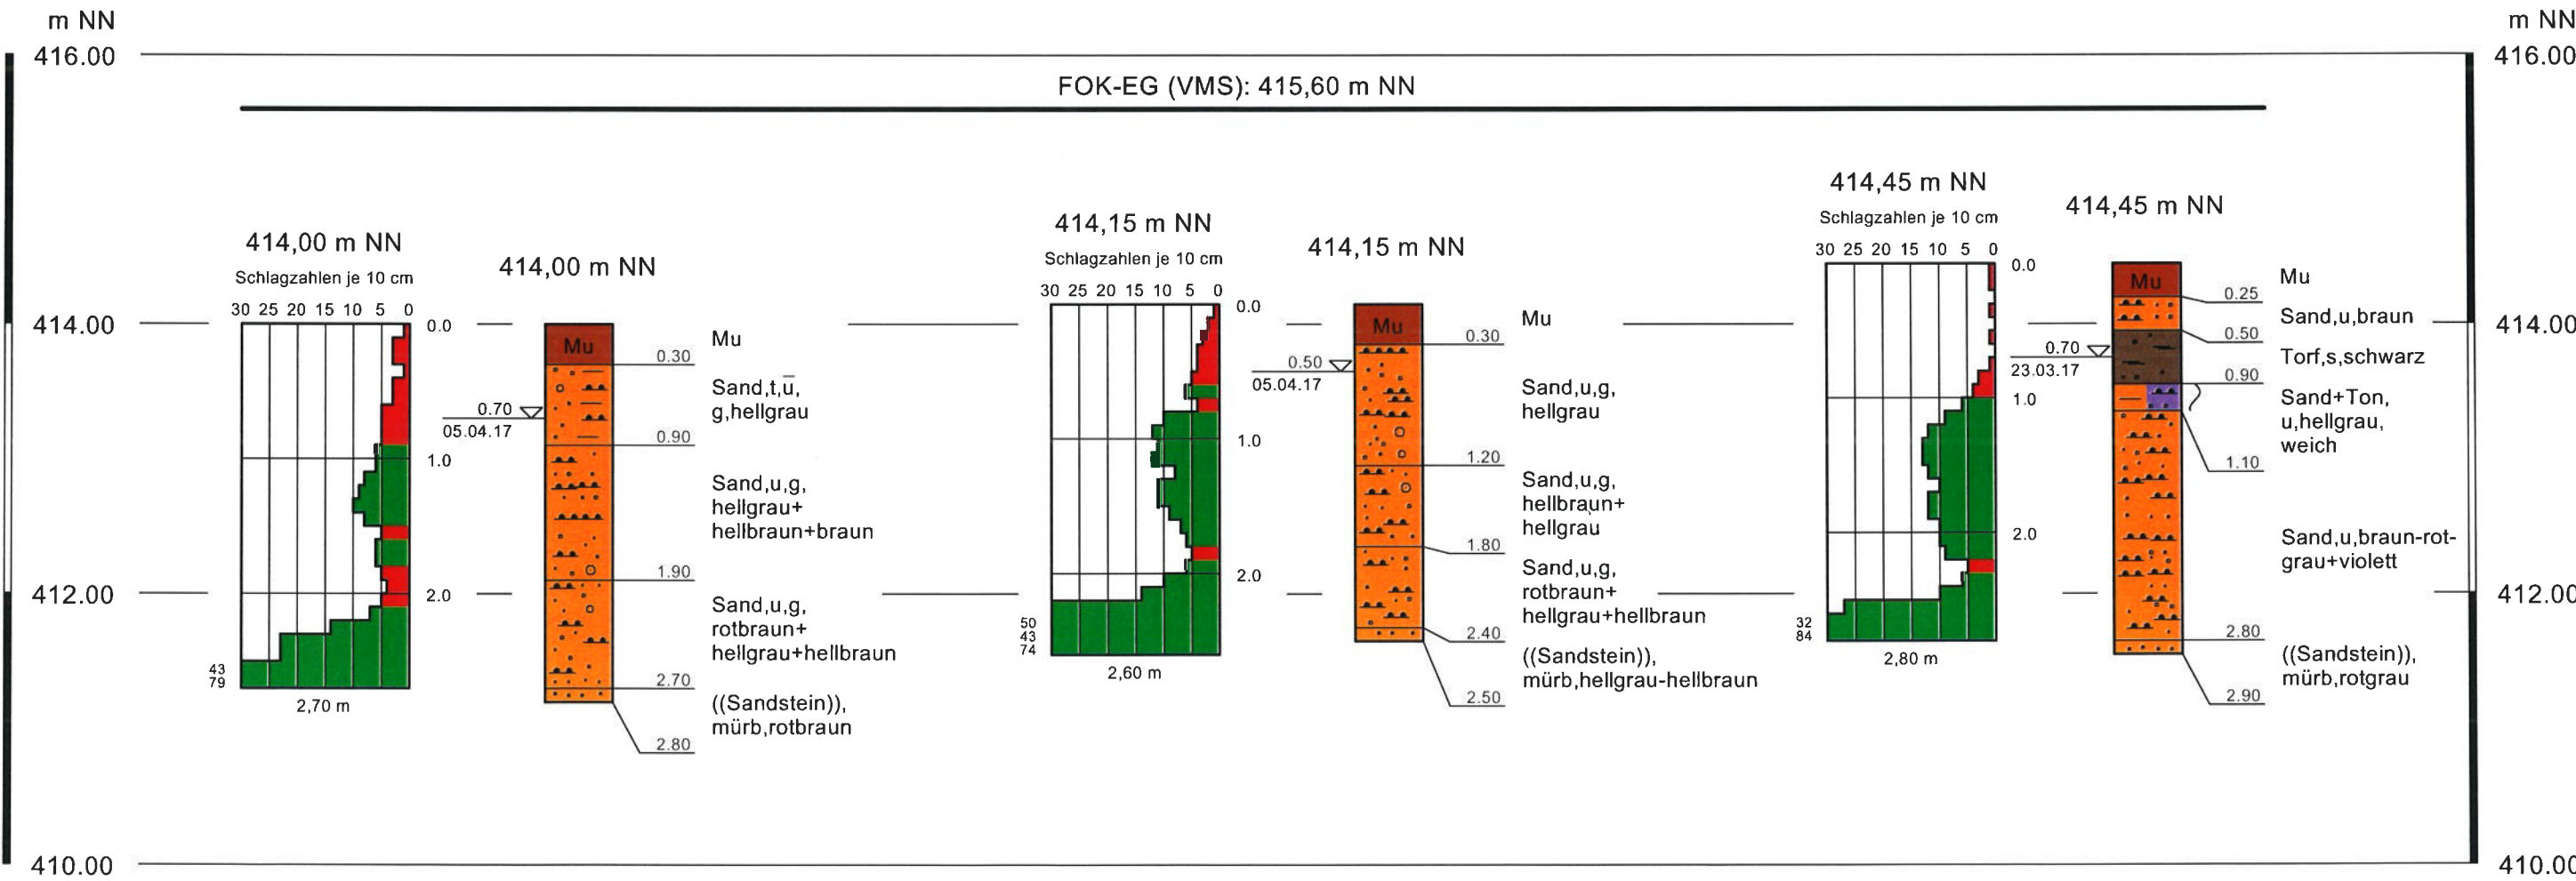 m NN
m NN
416.00
416.00
FOK-EG (VMS): 415,60 m NN
414,00 m NN
Schlagzahlen je 10 cm
30 25 20 15 10 5 0
0.0
1.0
2.0
43
79
2,70 m
414,00 m NN
Mu
0.70
05.04.17
0.30
0.90
1.90
2.70
2.80
Mu
Sand,t,ū,
g,hellgrau
Sand,u,g,
hellgrau+
hellbraun+braun
Sand,u,g,
rotbraun+
hellgrau+hellbraun
((Sandstein)),
mürb,rotbraun
414,15 m NN
Schlagzahlen je 10 cm
30 25 20 15 10 5 0
0.0
1.0
2.0
50
43
74
2,60 m
414,15 m NN
Mu
0.50
05.04.17
0.30
1.20
1.80
2.40
2.50
Mu
Sand,u,g,
hellgrau
Sand,u,g,
hellbraun+
hellgrau
Sand,u,g,
rotbraun+
hellgrau+hellbraun
((Sandstein)),
mürb,hellgrau-hellbraun
414,45 m NN
Schlagzahlen je 10 cm
30 25 20 15 10 5 0
0.0
1.0
2.0
32
84
2,80 m
414,45 m NN
Mu
0.70
23.03.17
0.25
0.50
0.90
1.10
2.80
2.90
Mu
Sand,u,braun
Torf,s,schwarz
Sand+Ton,
u,hellgrau,
weich
Sand,u,braun-rot-
grau+violett
((Sandstein)),
mürb,rotgrau
414.00
414.00
412.00
412.00
410.00
410.00